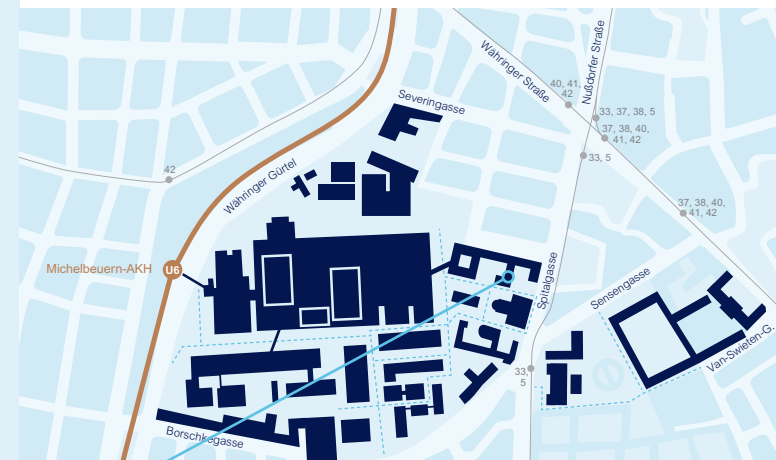 Währinger Straße
Nußdorfer Straße
40, 41,
42
Severingasse
33, 37, 38, 5
37, 38, 40,
41, 42
33, 5
42
Währinger Gürtel
37, 38, 40,
41, 42
Michelbeuern-AKH
U6
Spitalgasse
Sensengasse
Van-Swieten-G.
33,
5
Borschkegasse